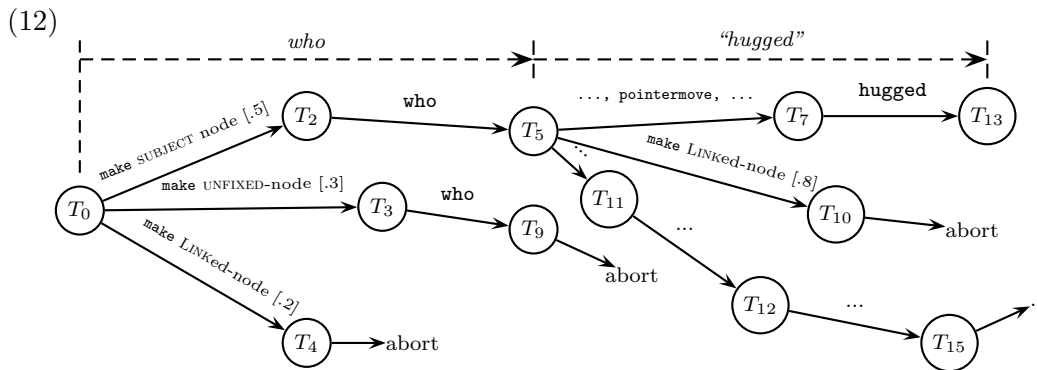 (12)
who
“hugged”
make SUBJECT node [.5]
who
..., pointermove, ...
hugged
T2
T5
T7
T13
make UNFIXED-node [.3]
who
...
make LINKed-node [.8]
T0
T3
T9
T11
T10
abort
make LINKed-node [.2]
abort
...
T4
abort
T12
...
T15
.